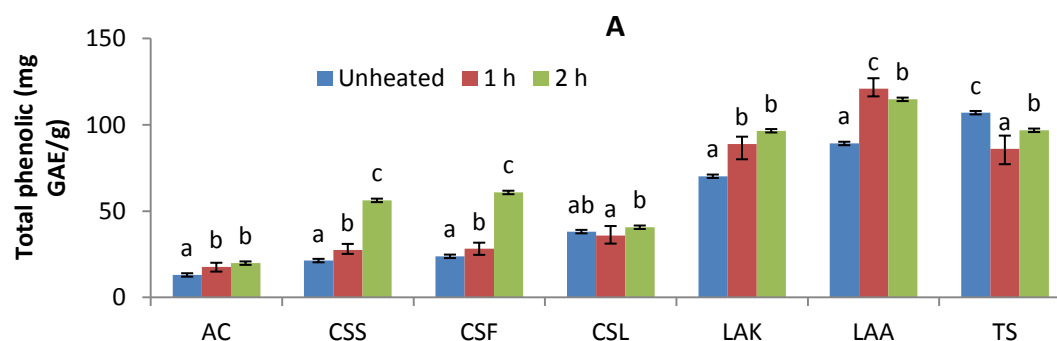 A
Total phenolic (mg
GAE/g)
150
100
50
0
Unheated 1 h 2 h
a b b
a b c
a b c
ab a b
a b b
a c b
c a b
AC CSS CSF CSL LAK LAA TS